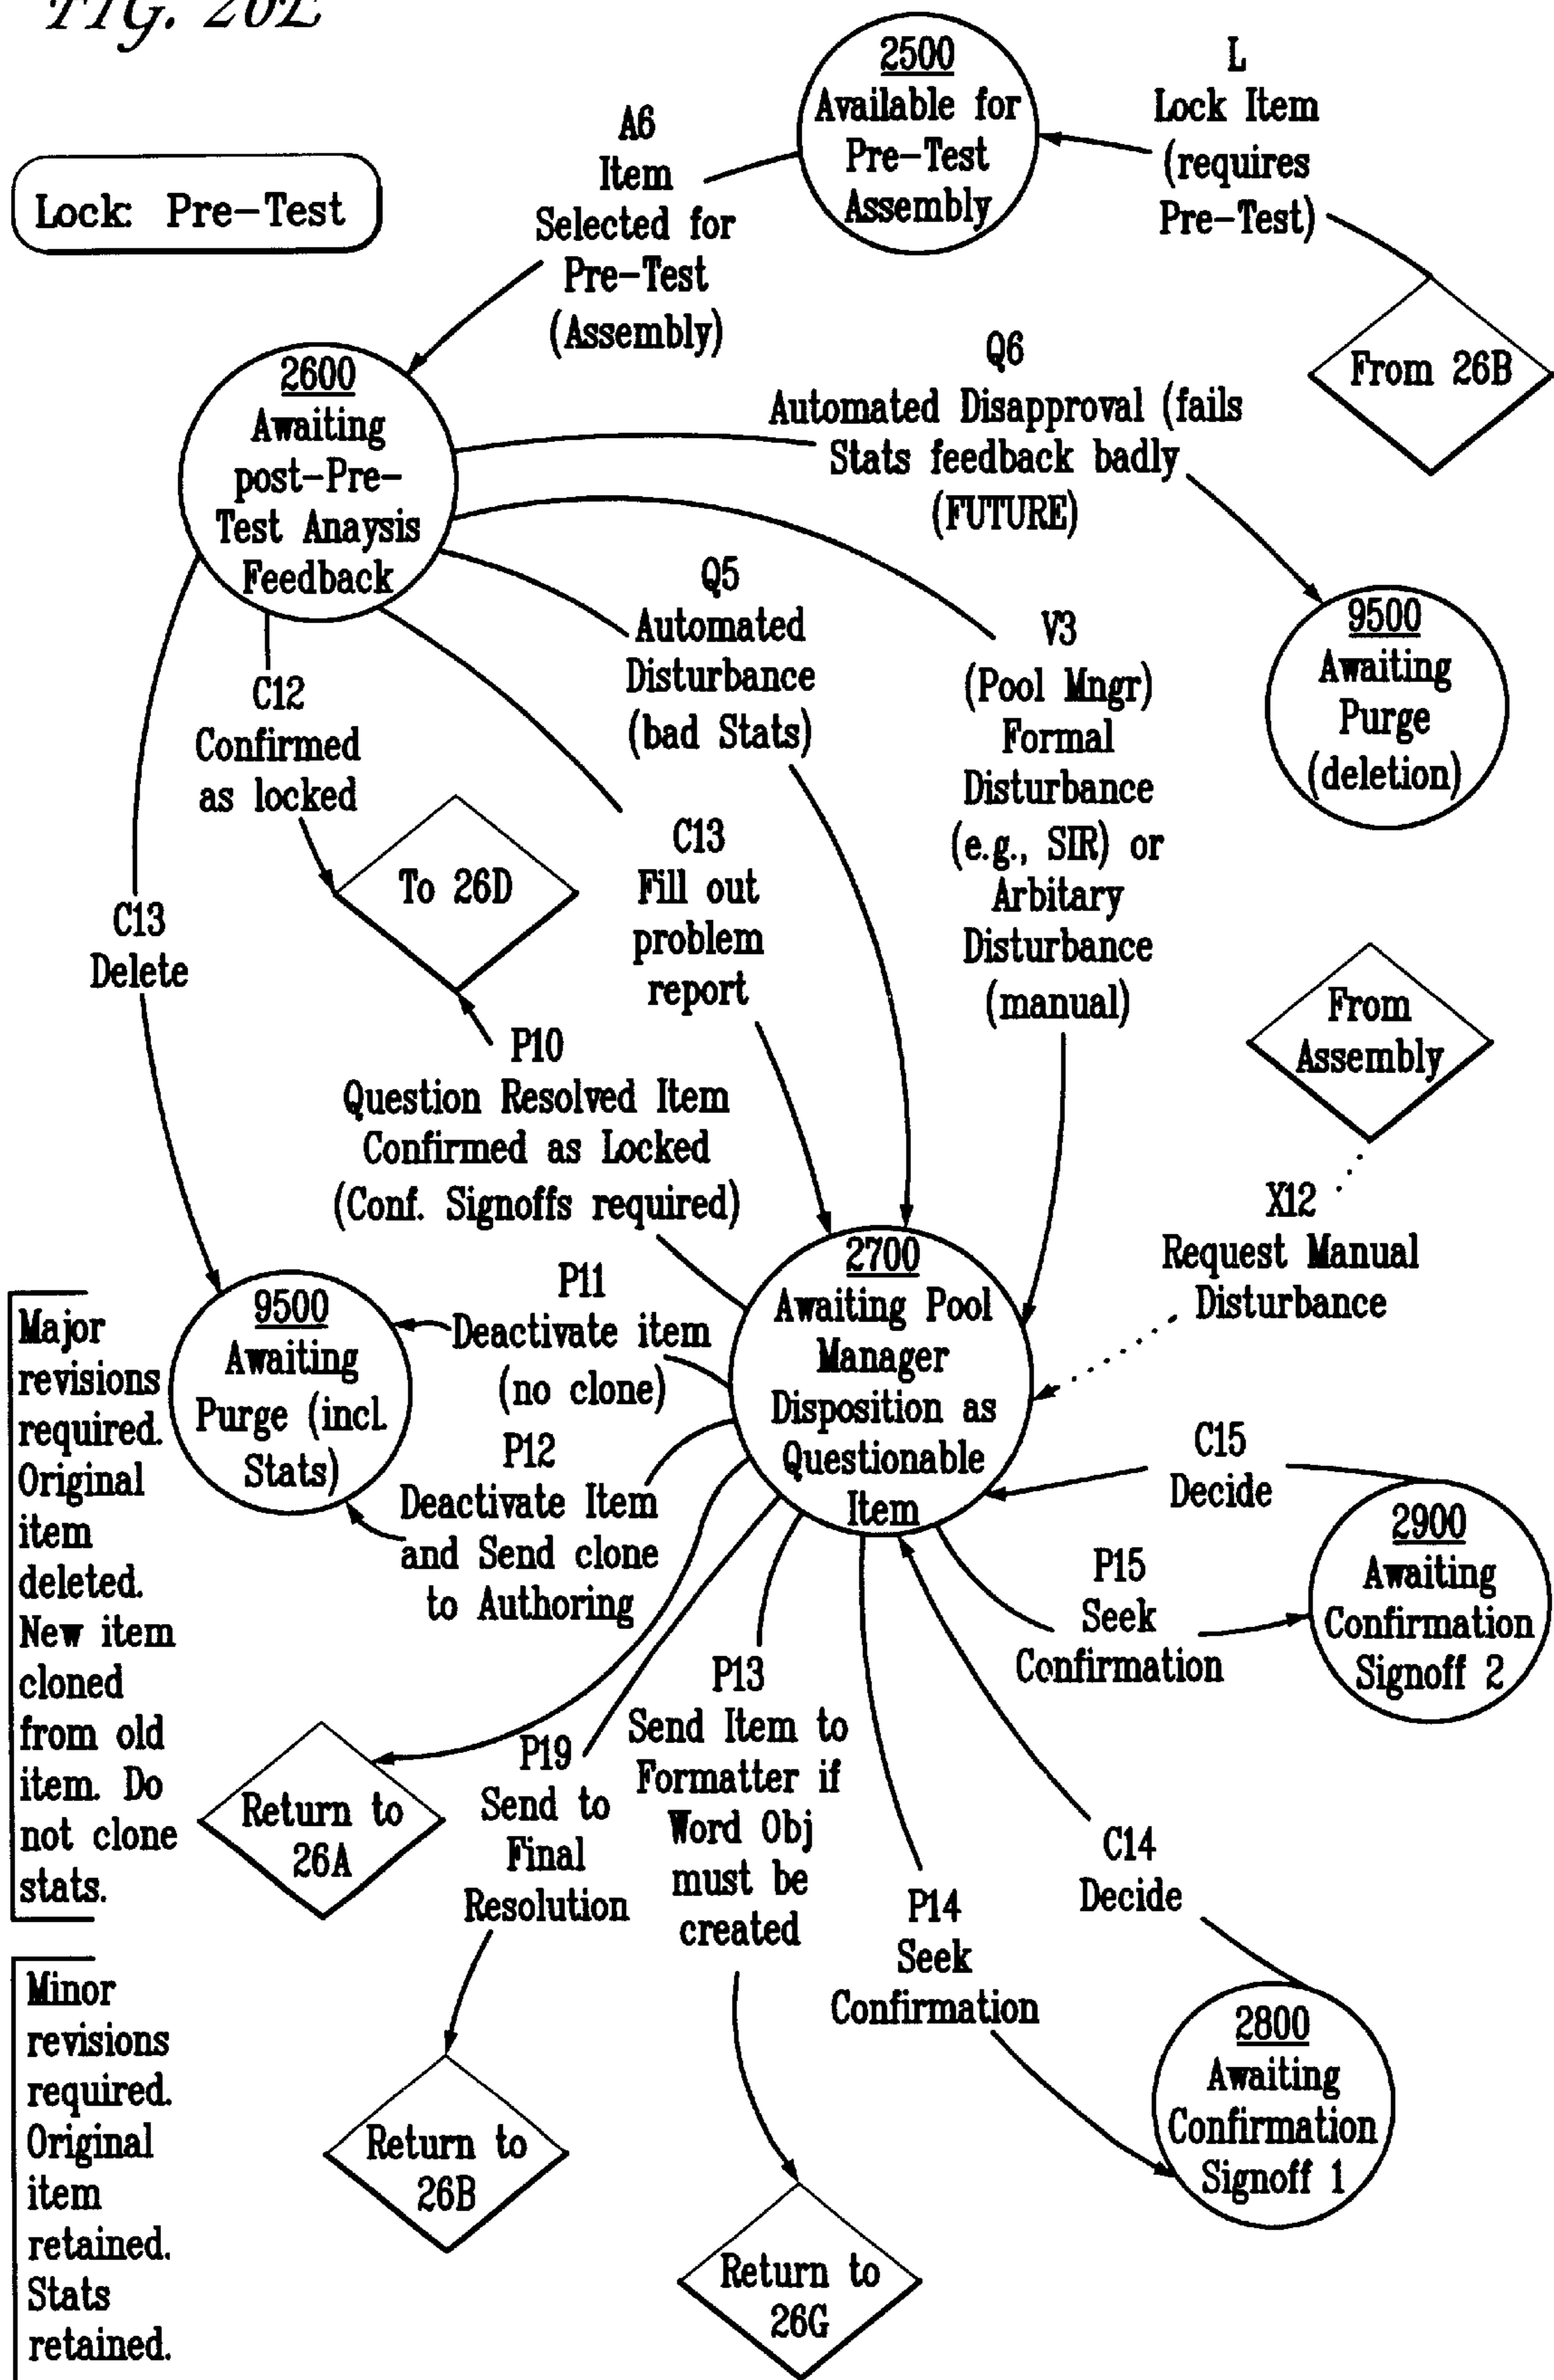 FIG. 26E
Lock: Pre-Test
2500
Available for
Pre-Test
Assembly
L
Lock Item
(requires
Pre-Test)
From 26B
A6
Item
Selected for
Pre-Test
(Assembly)
2600
Awaiting
post-Pre-
Test Anaysis
Feedback
Q6
Automated Disapproval (fails
Stats feedback badly
(FUTURE)
9500
Awaiting
Purge
(deletion)
Q5
Automated
Disturbance
(bad Stats)
V3
(Pool Mngr)
Formal
Disturbance
(e.g., SIR) or
Arbitary
Disturbance
(manual)
C12
Confirmed
as locked
To 26D
C13
Fill out
problem
report
C13
Delete
From
Assembly
P10
Question Resolved Item
Confirmed as Locked
(Conf. Signoffs required)
X12
Request Manual
Disturbance
2700
Awaiting Pool
Manager
Disposition as
Questionable
Item
P11
Deactivate item
(no clone)
9500
Awaiting
Purge (incl.
Stats)
P12
Deactivate Item
and Send clone
to Authoring
Major
revisions
required.
Original
item
deleted.
New item
cloned
from old
item. Do
not clone
stats.
C15
Decide
2900
Awaiting
Confirmation
Signoff 2
P15
Seek
Confirmation
Return to
26A
P19
Send to
Final
Resolution
P13
Send Item to
Formatter if
Word Obj
must be
created
C14
Decide
P14
Seek
Confirmation
2800
Awaiting
Confirmation
Signoff 1
Minor
revisions
required.
Original
item
retained.
Stats
retained.
Return to
26B
Return to
26G